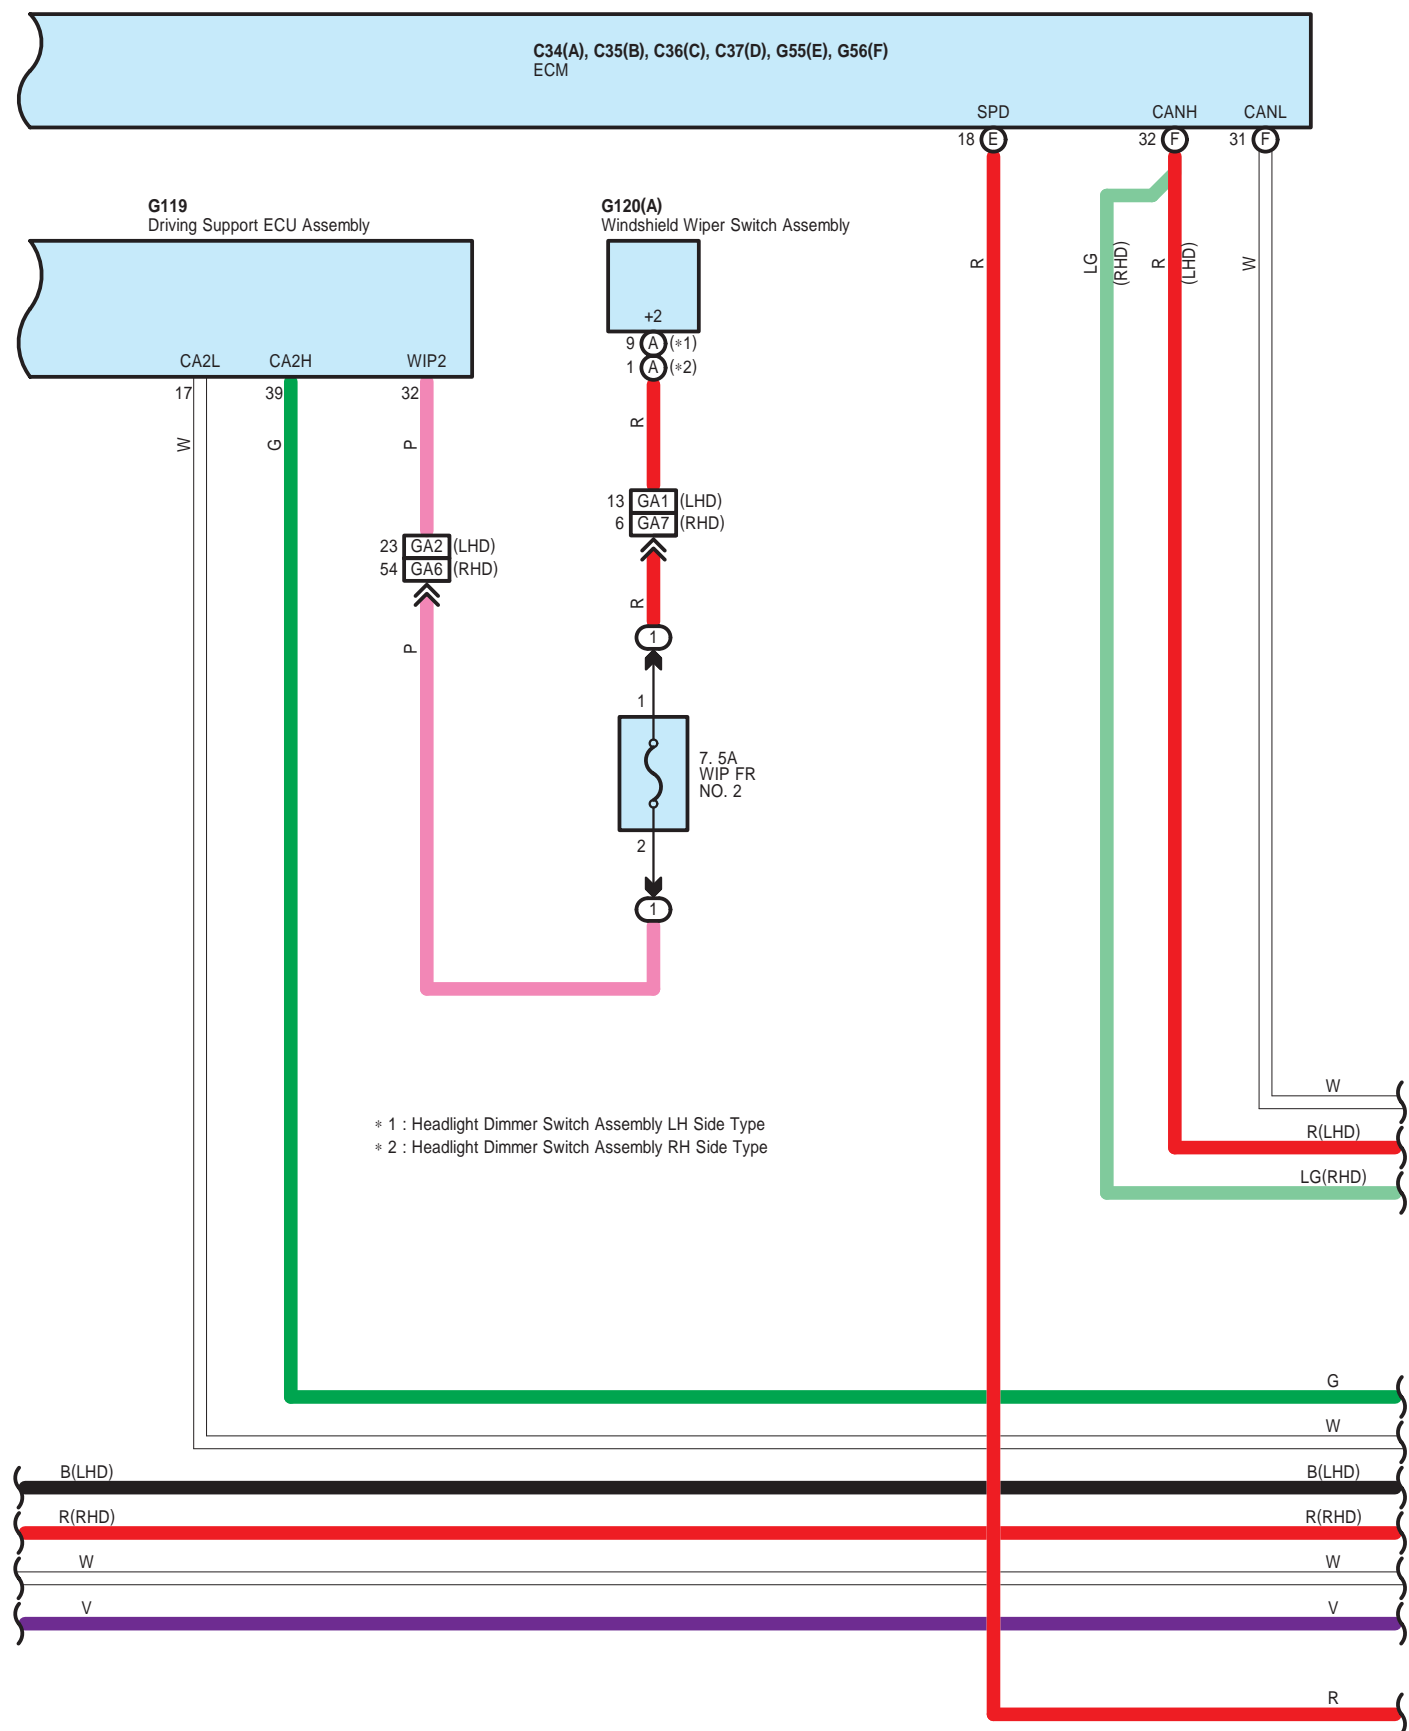 C34(A), C35(B), C36(C), C37(D), G55(E), G56(F)
ECM
SPD CANH CANL
18 E 32 F 31 F
G119
Driving Support ECU Assembly
G120(A)
Windshield Wiper Switch Assembly
R
LG
(RHD)
R
(LHD)
W
+2
9 A (∗1)
1 A (∗2)
CA2L CA2H WIP2
17 39 32
W
G
P
R
13 GA1 (LHD)
6 GA7 (RHD)
23 GA2 (LHD)
54 GA6 (RHD)
R
P
1
1
7. 5A
WIP FR
NO. 2
2
1
W
∗ 1 : Headlight Dimmer Switch Assembly LH Side Type
∗ 2 : Headlight Dimmer Switch Assembly RH Side Type
R(LHD)
LG(RHD)
G
W
B(LHD) B(LHD)
R(RHD) R(RHD)
W W
V V
R